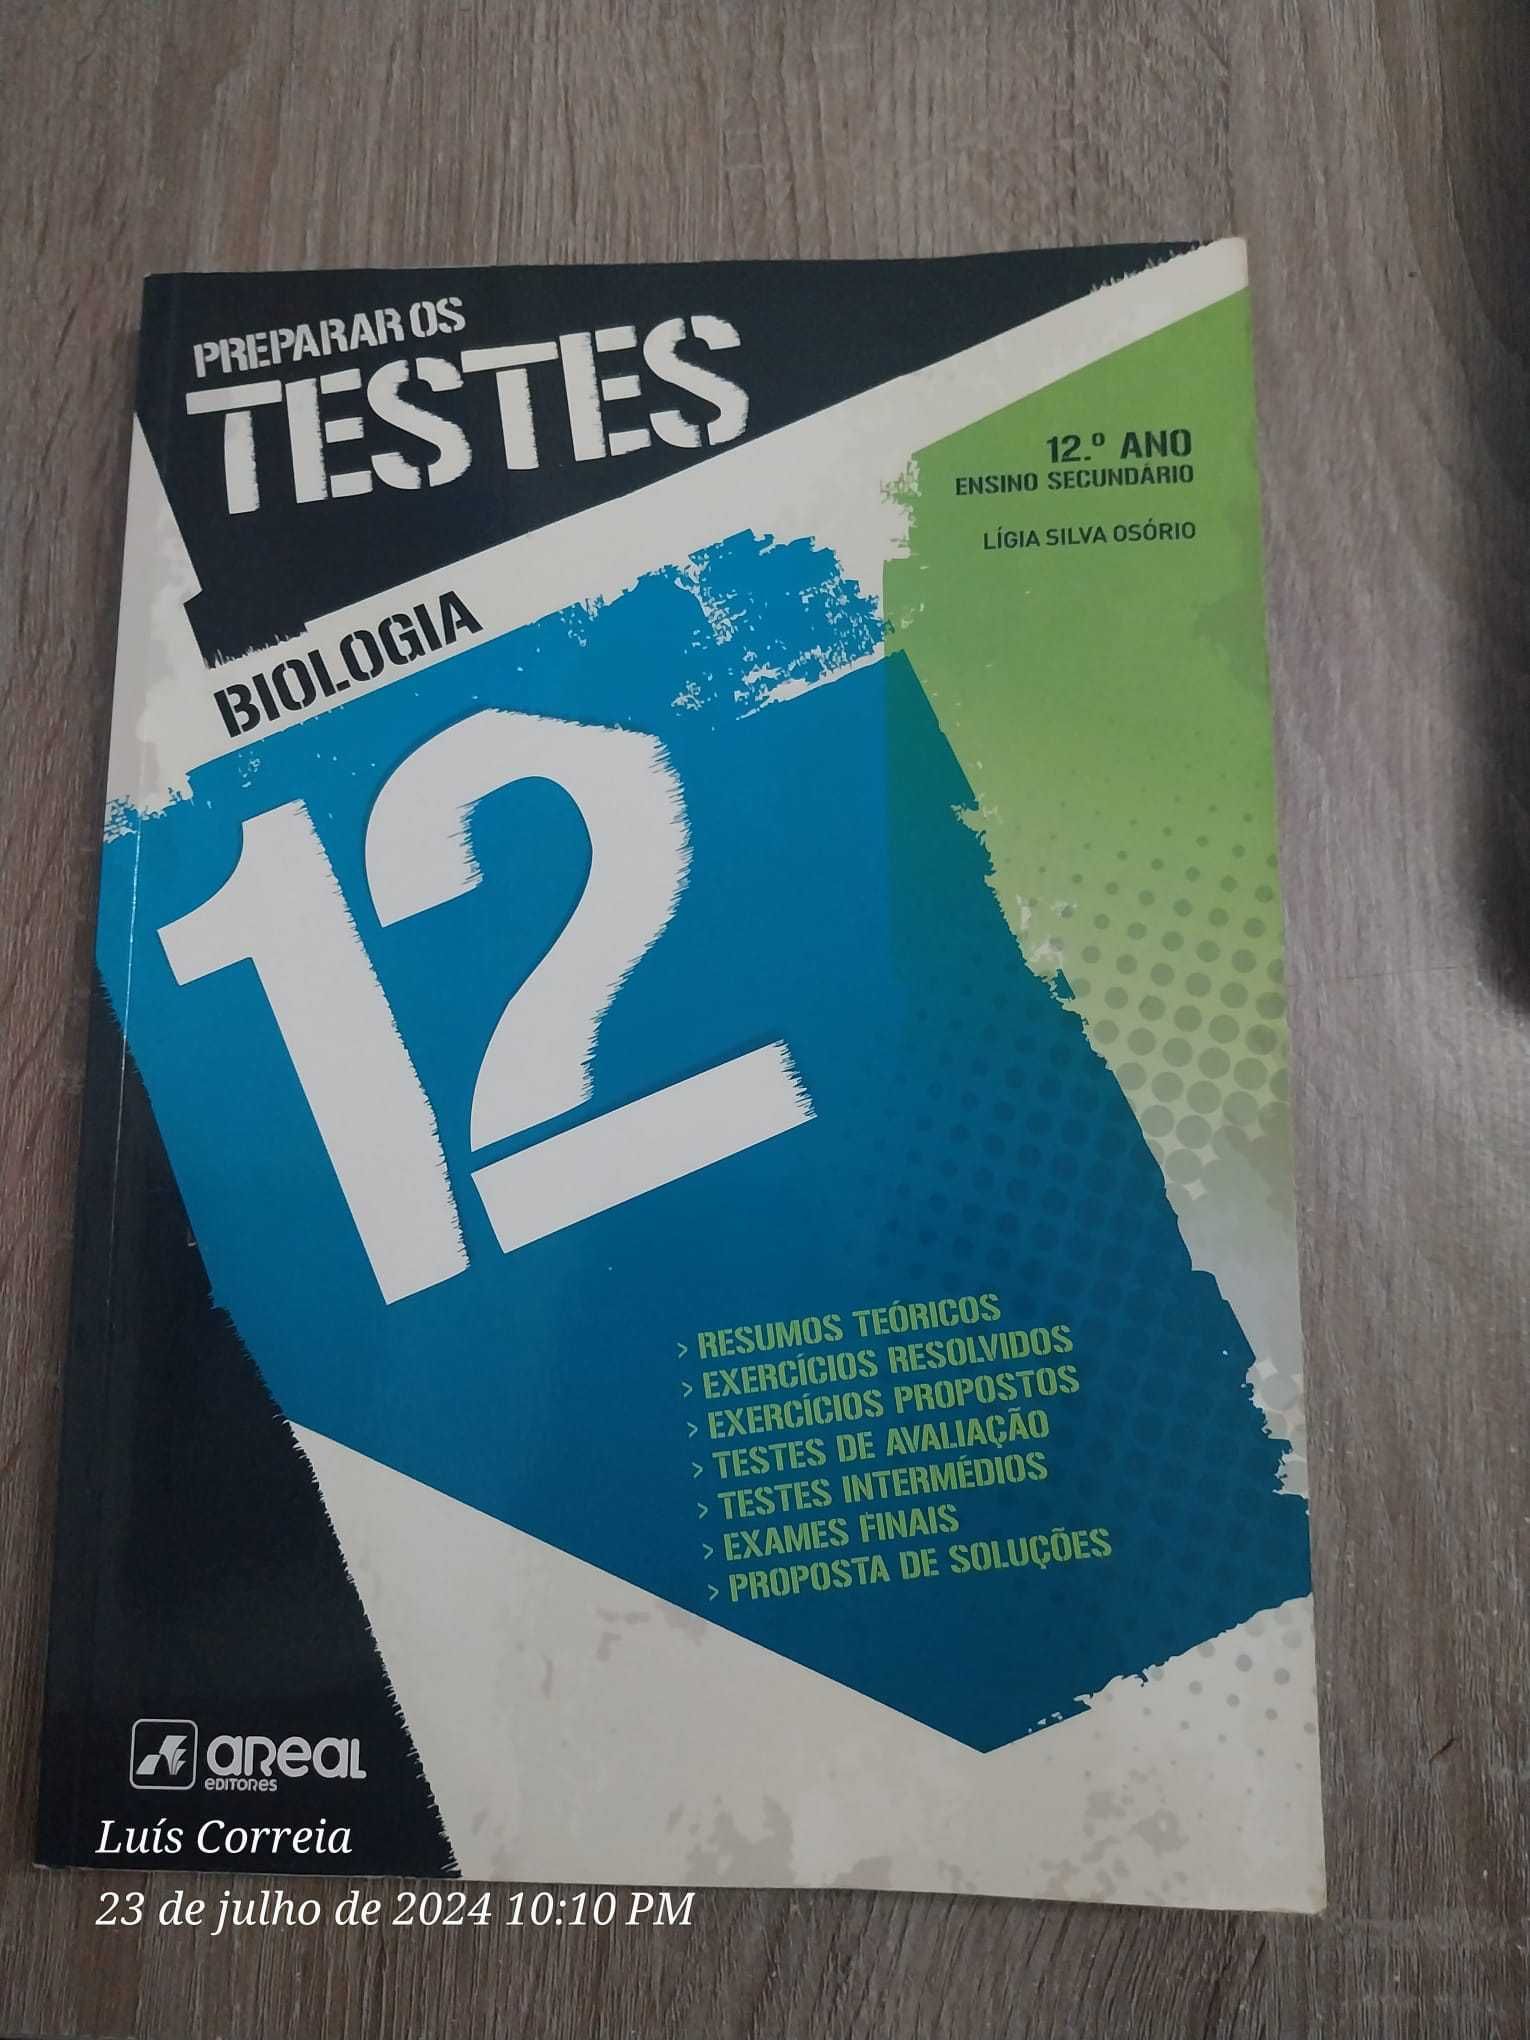 PREPARAR OS
TESTES
12.º ANO
ENSINO SECUNDÁRIO
LÍGIA SILVA OSÓRIO
BIOLOGIA
12
> RESUMOS TEÓRICOS
> EXERCÍCIOS RESOLVIDOS
> EXERCÍCIOS PROPOSTOS
> TESTES DE AVALIAÇÃO
> TESTES INTERMÉDIOS
> EXAMES FINAIS
> PROPOSTA DE SOLUÇÕES
aReaL
eDITORes
Luís Correia
23 de julho de 2024 10:10 PM